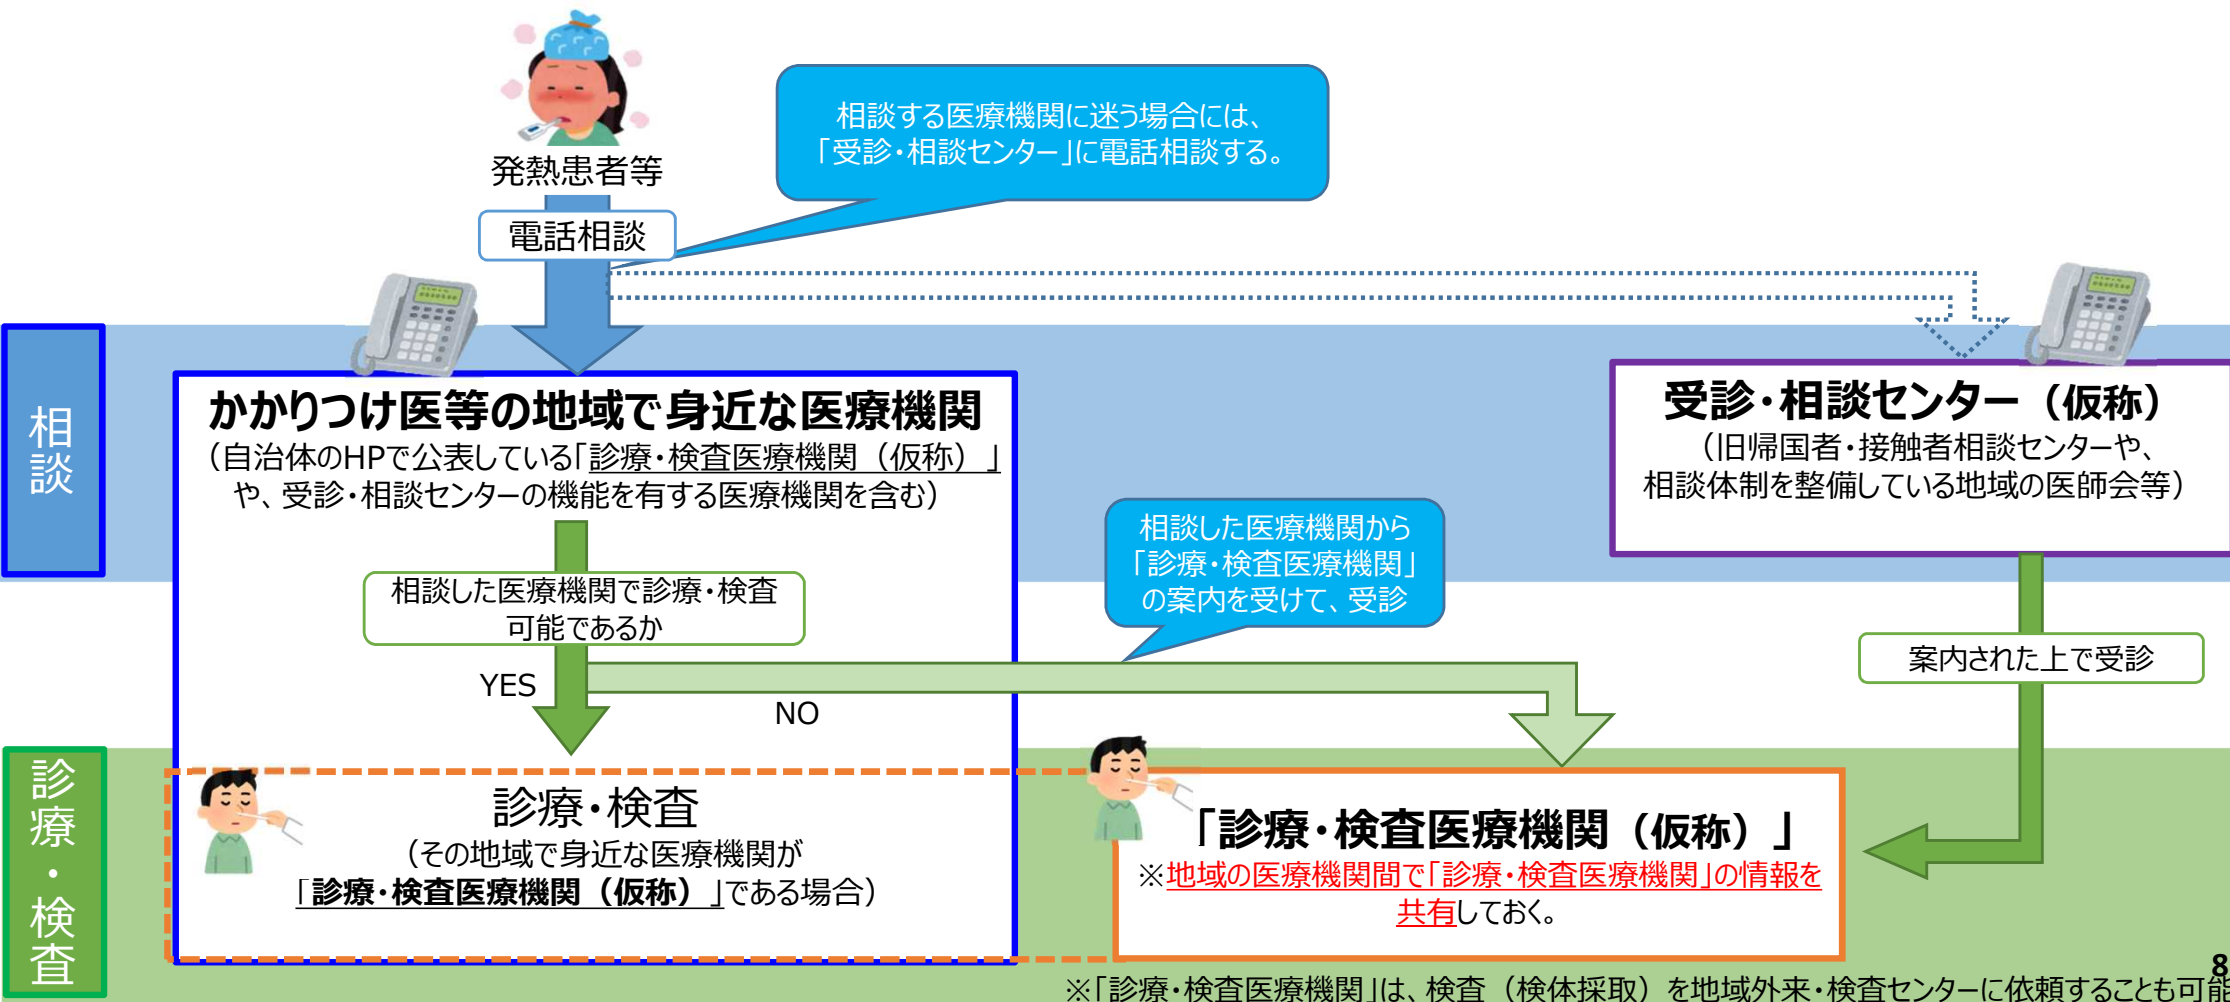 発熱患者等
相談する医療機関に迷う場合には、
「受診・相談センター」に電話相談する。
電話相談
相談
かかりつけ医等の地域で身近な医療機関
（自治体のHPで公表している「診療・検査医療機関（仮称）」
や、受診・相談センターの機能を有する医療機関を含む）
受診・相談センター（仮称）
（旧帰国者・接触者相談センターや、
相談体制を整備している地域の医師会等）
相談した医療機関で診療・検査
可能であるか
相談した医療機関から
「診療・検査医療機関」
の案内を受けて、受診
案内された上で受診
YES
NO
診療・検査
診療・検査
（その地域で身近な医療機関が
「診療・検査医療機関（仮称）」である場合）
「診療・検査医療機関（仮称）」
※地域の医療機関間で「診療・検査医療機関」の情報を
共有しておく。
8
※「診療・検査医療機関」は、検査（検体採取）を地域外来・検査センターに依頼することも可能